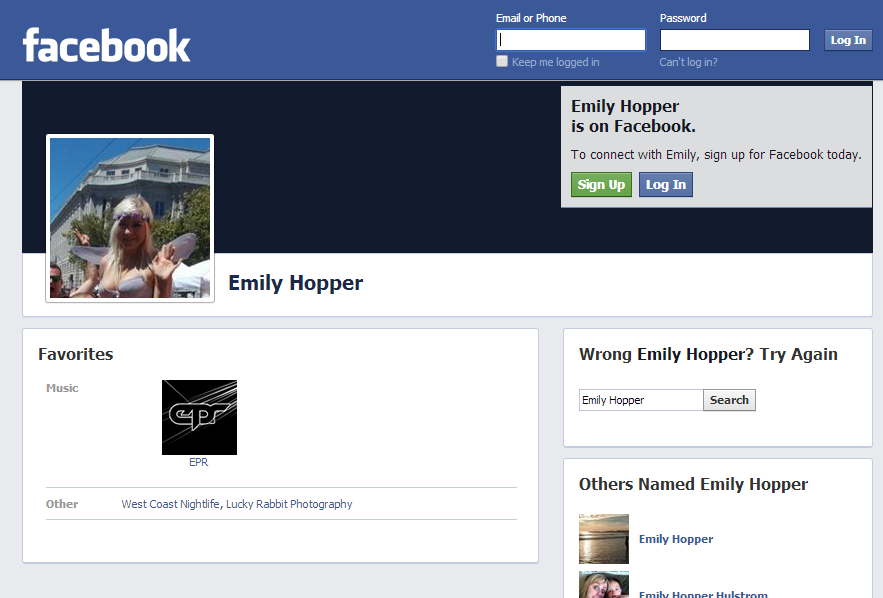 facebook
Email or Phone
Password
Log In
Keep me logged in
Can't log in?
Emily Hopper
is on Facebook.
To connect with Emily, sign up for Facebook today.
Sign Up
Log In
Emily Hopper
Favorites
Music
epr
EPR
Other
West Coast Nightlife, Lucky Rabbit Photography
Wrong Emily Hopper? Try Again
Emily Hopper
Search
Others Named Emily Hopper
Emily Hopper
Emily Hopper Hulstrom